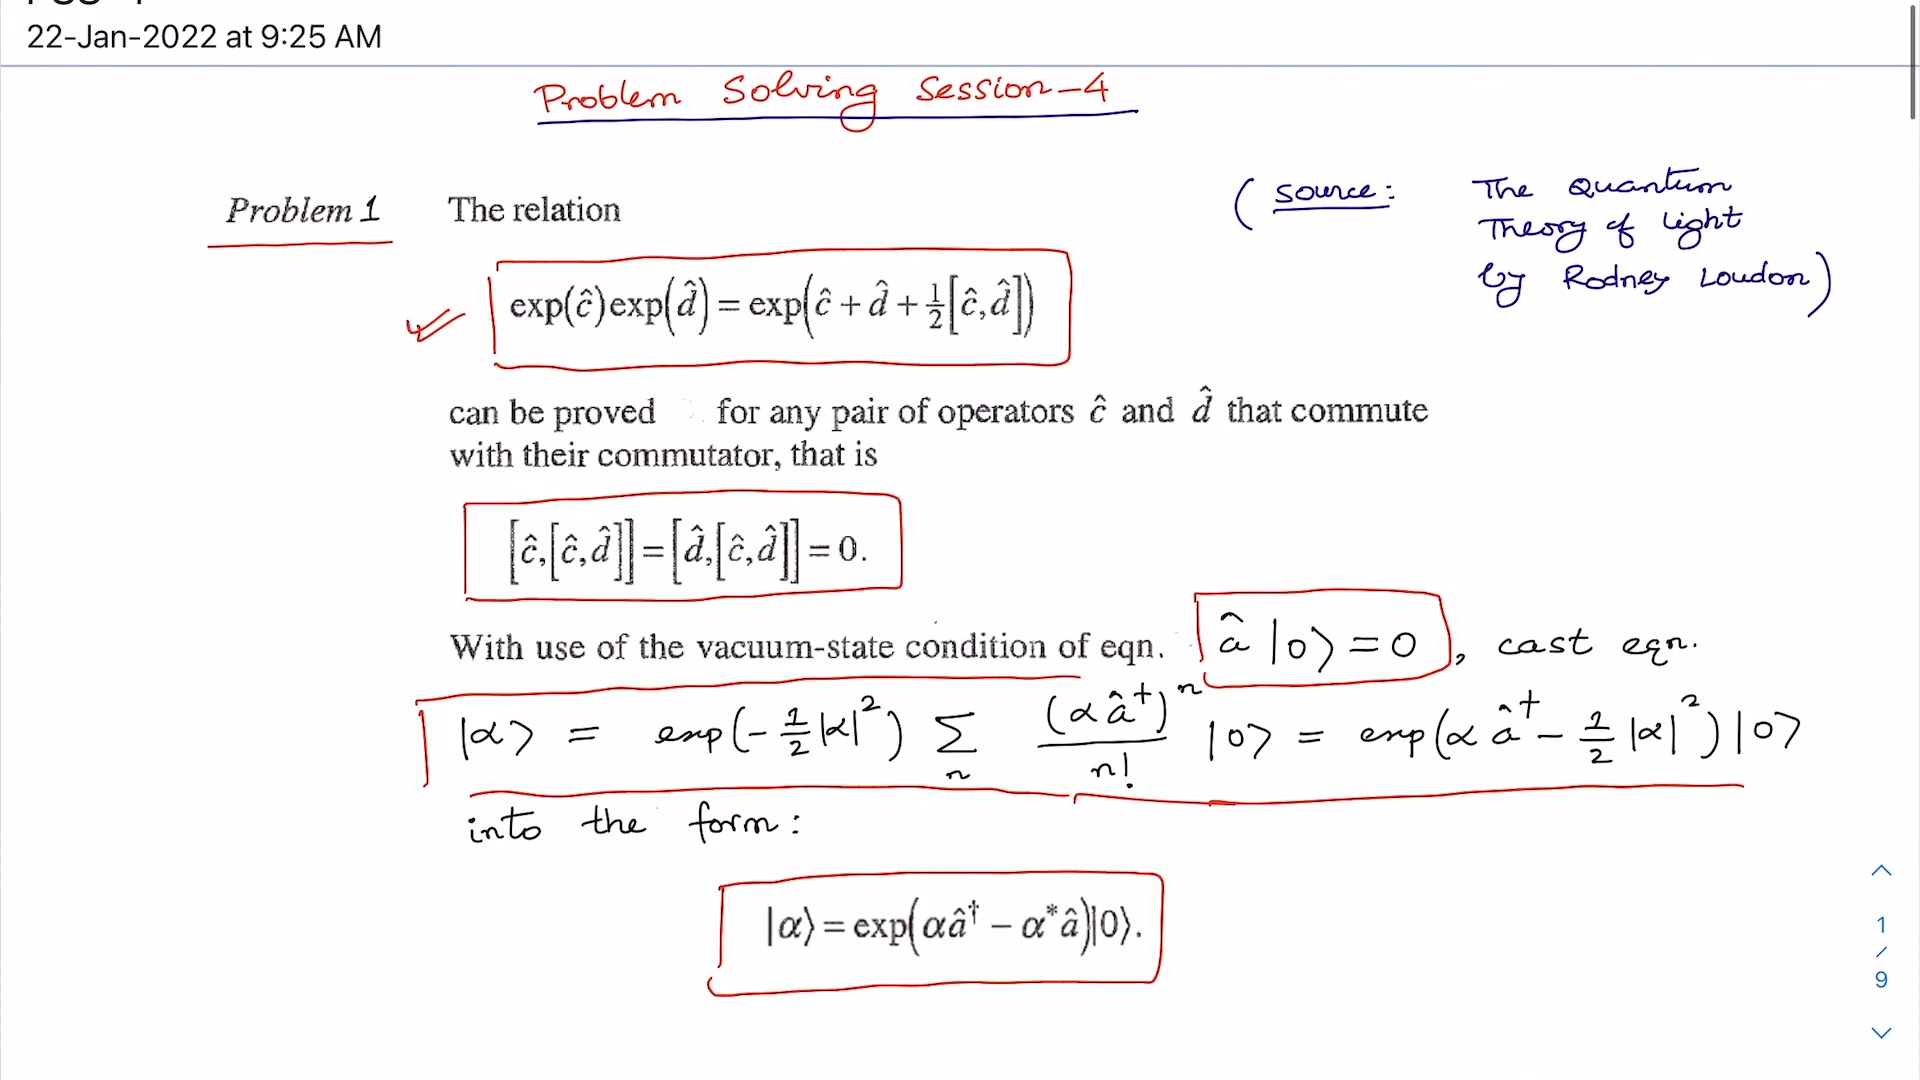 22-Jan-2022 at 9:25 AM
Problem Solving Session-4
(source: The Quantum
Theory of light
by Rodney Loudon)
Problem 1 The relation
exp(ĉ)exp(d̂) = exp(ĉ + d̂ + ½[ĉ,d̂])
can be proved for any pair of operators ĉ and d̂ that commute
with their commutator, that is
[ĉ,[ĉ,d̂]] = [d̂,[ĉ,d̂]] = 0.
With use of the vacuum-state condition of eqn. â |0⟩ = 0, cast eqn.
|α⟩ = exp(-½|α|²) Σₙ (αâ†)ⁿ/n! |0⟩ = exp(αâ† - ½|α|²)|0⟩
into the form:
|α⟩ = exp(αâ† − α*â)|0⟩.
1
/
9